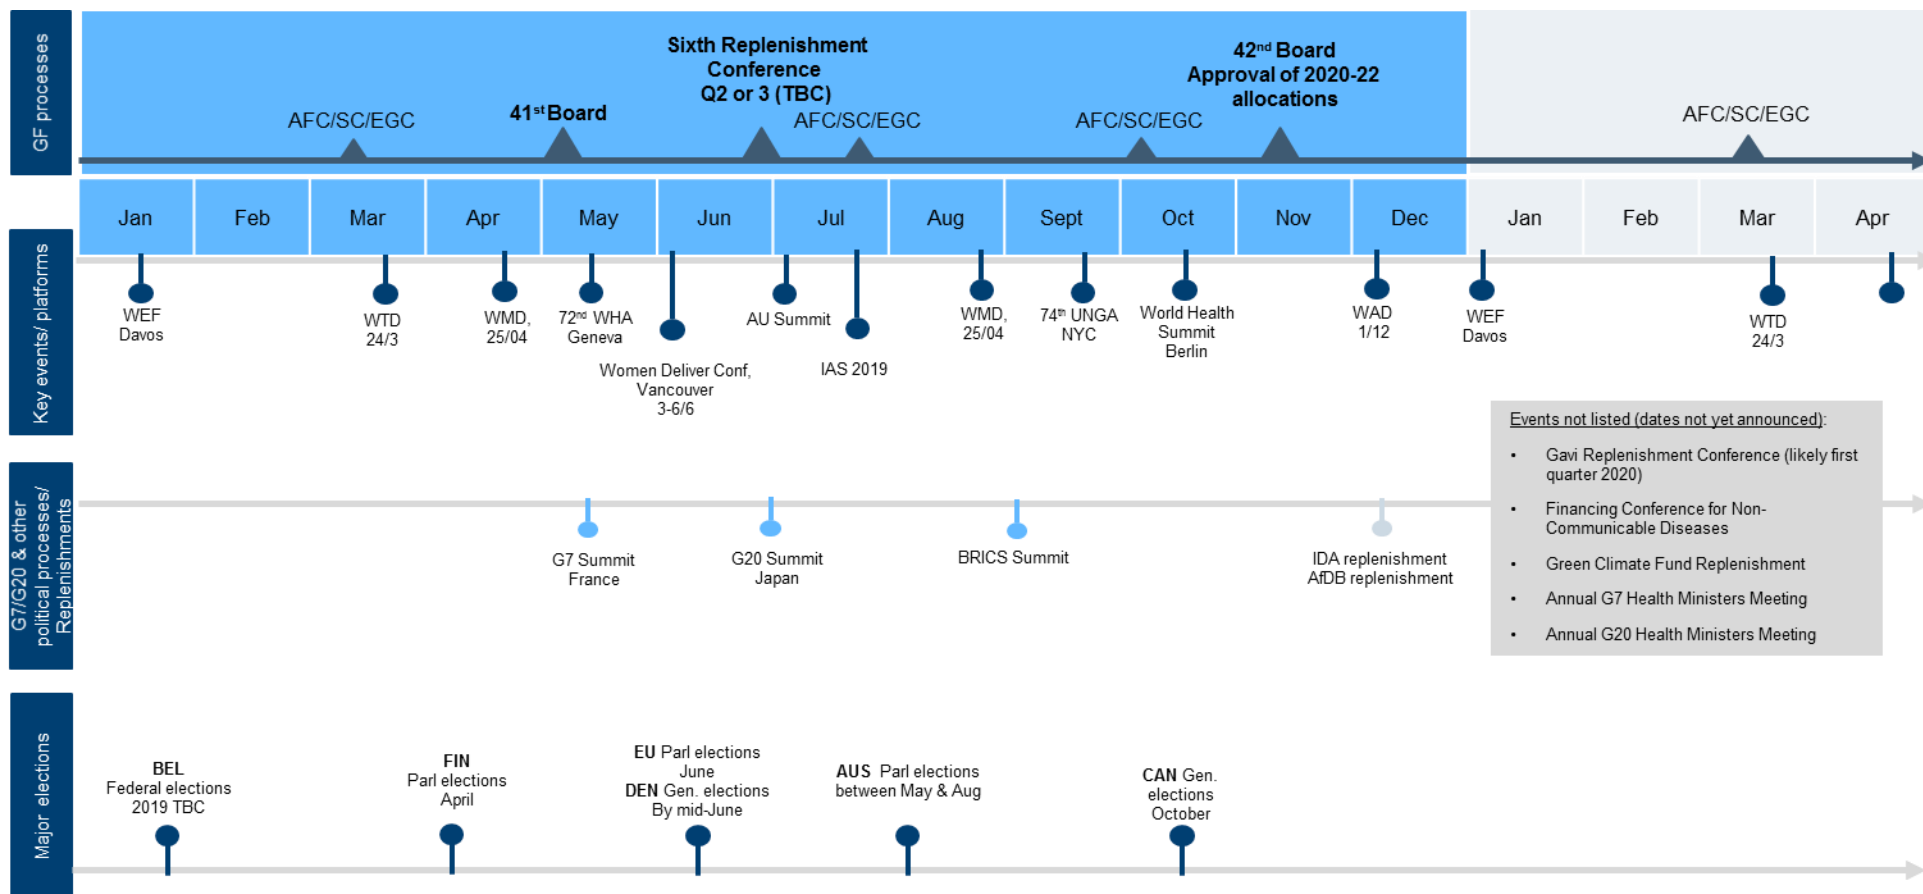 GF processes
Sixth Replenishment
Conference
Q2 or 3 (TBC)
42nd Board
Approval of 2020-22
allocations
AFC/SC/EGC
41st Board
AFC/SC/EGC
AFC/SC/EGC
AFC/SC/EGC
Jan
Feb
Mar
Apr
May
Jun
Jul
Aug
Sept
Oct
Nov
Dec
Jan
Feb
Mar
Apr
Key events/ platforms
WEF
Davos
WTD
24/3
WMD,
25/04
72nd WHA
Geneva
Women Deliver Conf,
Vancouver
3-6/6
AU Summit
IAS 2019
WMD,
25/04
74th UNGA
NYC
World Health
Summit
Berlin
WAD
1/12
WEF
Davos
WTD
24/3
Events not listed (dates not yet announced):
• Gavi Replenishment Conference (likely first
quarter 2020)
• Financing Conference for Non-
Communicable Diseases
• Green Climate Fund Replenishment
• Annual G7 Health Ministers Meeting
• Annual G20 Health Ministers Meeting
G7/G20 & other
political processes/
Replenishments
G7 Summit
France
G20 Summit
Japan
BRICS Summit
IDA replenishment
AfDB replenishment
Major elections
BEL
Federal elections
2019 TBC
FIN
Parl elections
April
EU Parl elections
June
DEN Gen. elections
By mid-June
AUS Parl elections
between May & Aug
CAN Gen.
elections
October